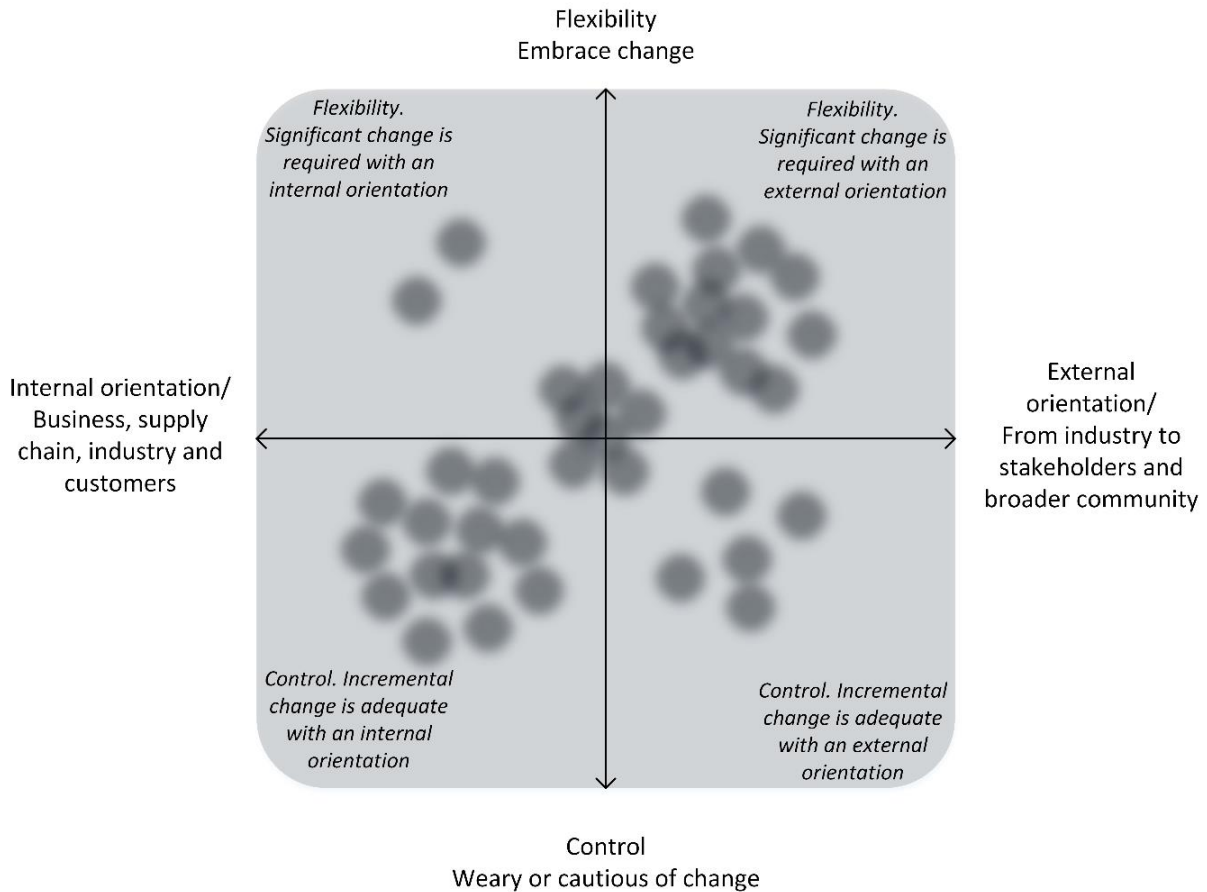 Flexibility
Embrace change
Flexibility.
Significant change is
required with an
internal orientation
Flexibility.
Significant change is
required with an
external orientation
Internal orientation/
Business, supply
chain, industry and
customers
External
orientation/
From industry to
stakeholders and
broader community
Control. Incremental
change is adequate
with an internal
orientation
Control. Incremental
change is adequate
with an external
orientation
Control
Weary or cautious of change